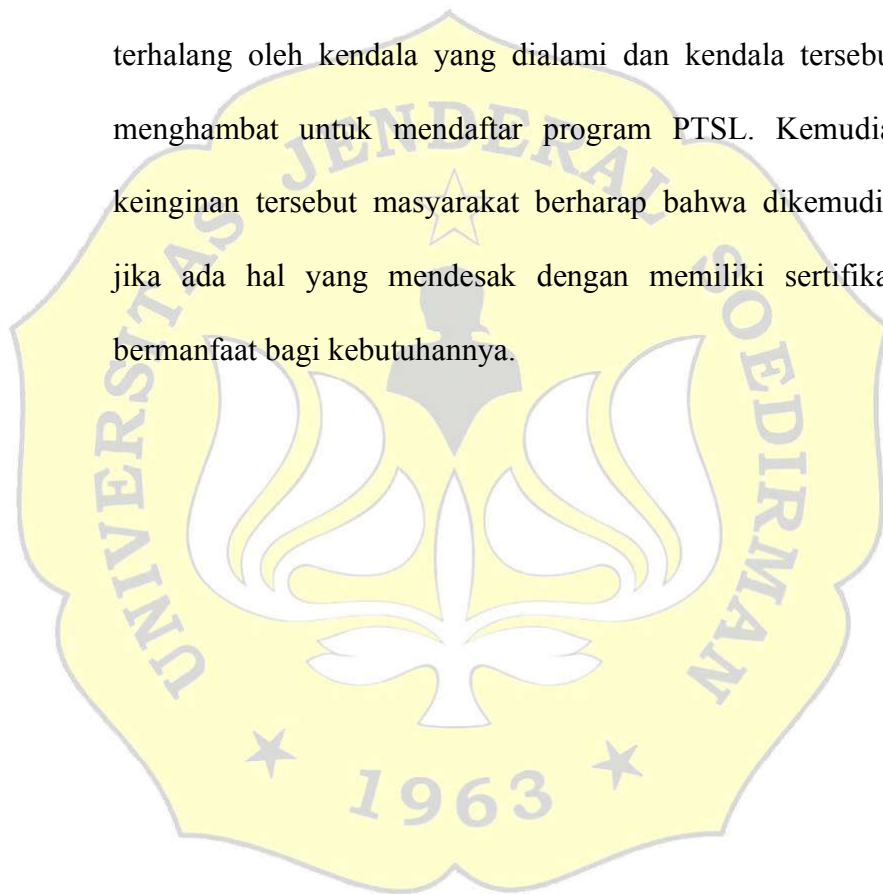 terhalang oleh kendala yang dialami dan kendala tersebu
menghambat untuk mendaftar program PTSL. Kemudia
keinginan tersebut masyarakat berharap bahwa dikemudi
jika ada hal yang mendesak dengan memiliki sertifika
bermanfaat bagi kebutuhannya.
UNIVERSITAS JENDERAL SOEDIRMAN
1963